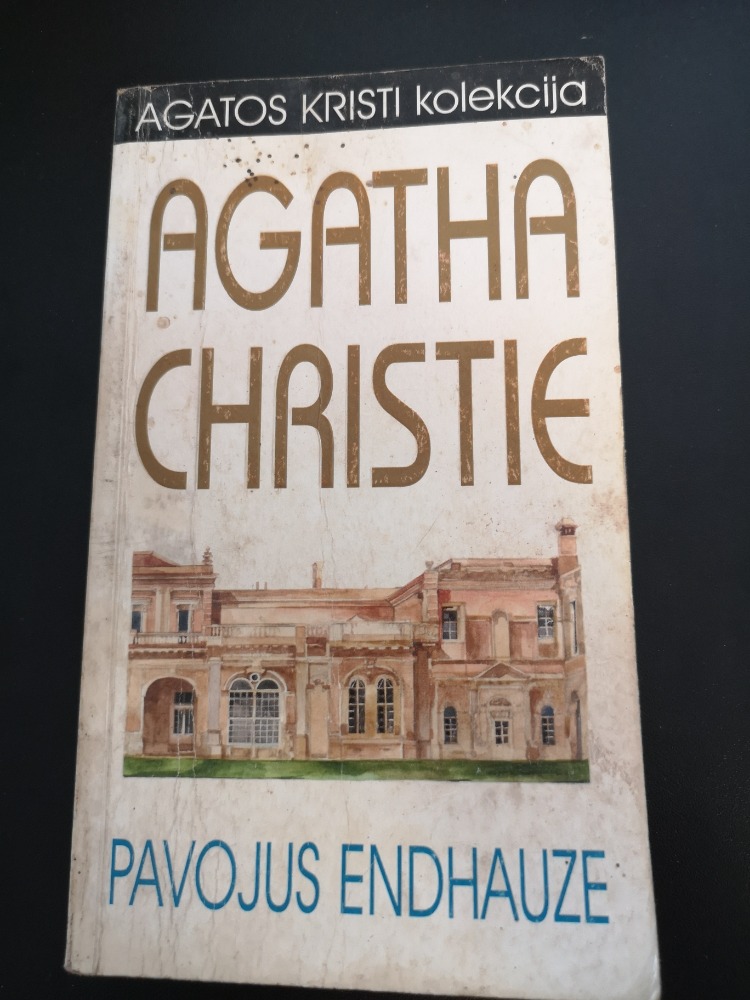 AGATOS KRISTI kolekcija
AGATHA
CHRISTIE
PAVOJUS ENDHAUZE